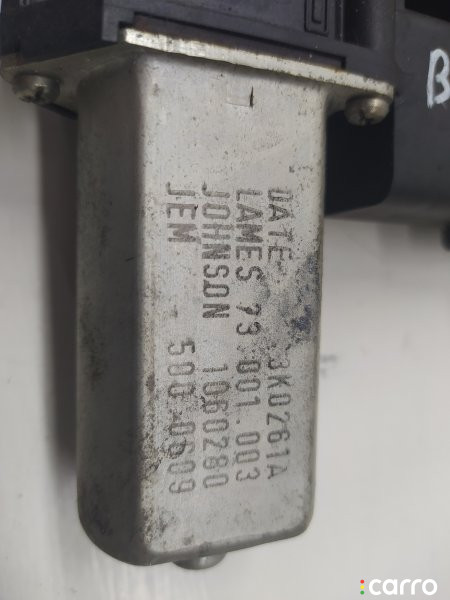 DATE- 3K0261A
LAMES 73 001.003
JOHNSON 1060280
JEM - 500-0609
B
carro